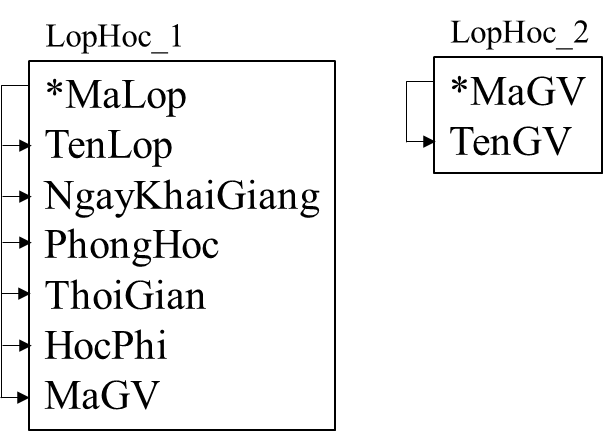 LopHoc_1
*MaLop
TenLop
NgayKhaiGiang
PhongHoc
ThoiGian
HocPhi
MaGV
LopHoc_2
*MaGV
TenGV